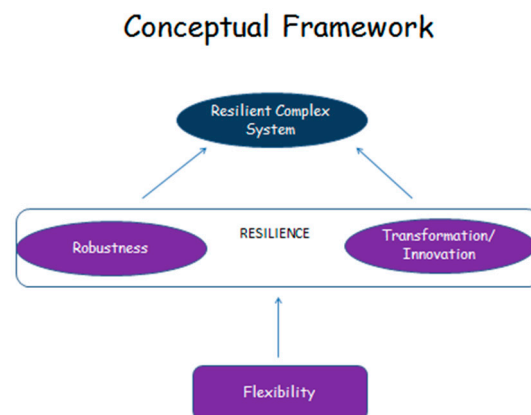 Conceptual Framework
Resilient Complex
System
Robustness
RESILIENCE
Transformation/
Innovation
Flexibility